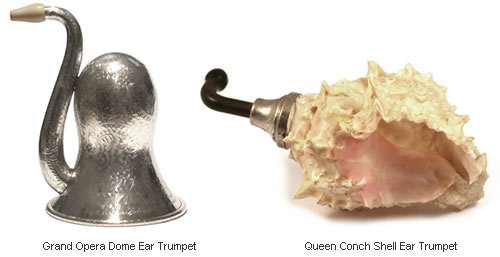 Grand Opera Dome Ear Trumpet
Queen Conch Shell Ear Trumpet